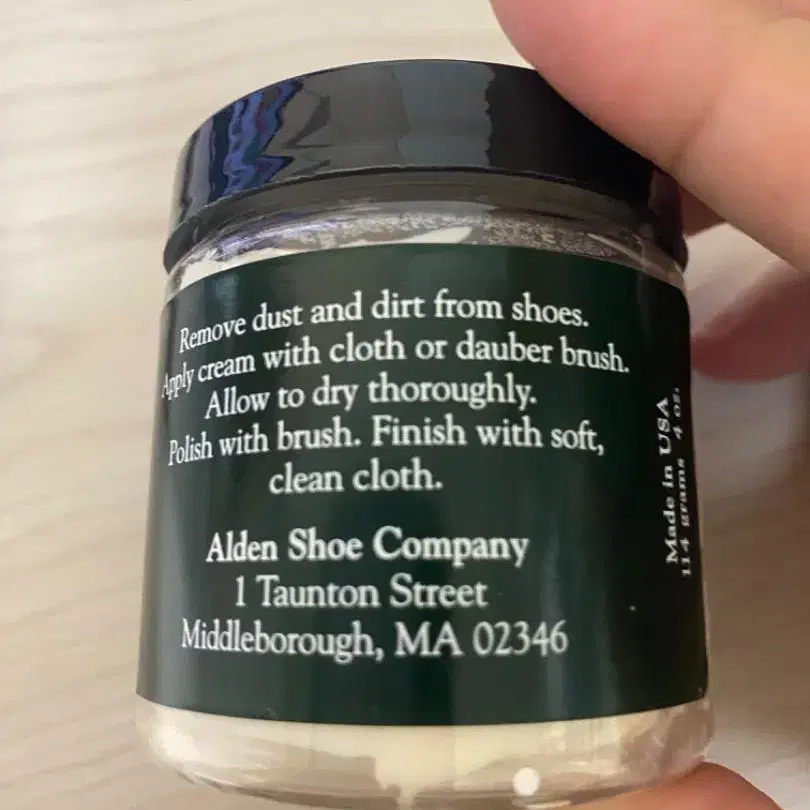 Remove dust and dirt from shoes.
Apply cream with cloth or dauber brush.
Allow to dry thoroughly.
Polish with brush. Finish with soft,
clean cloth.
Alden Shoe Company
1 Taunton Street
Middleborough, MA 02346
Made in USA
114 grams 4 oz.